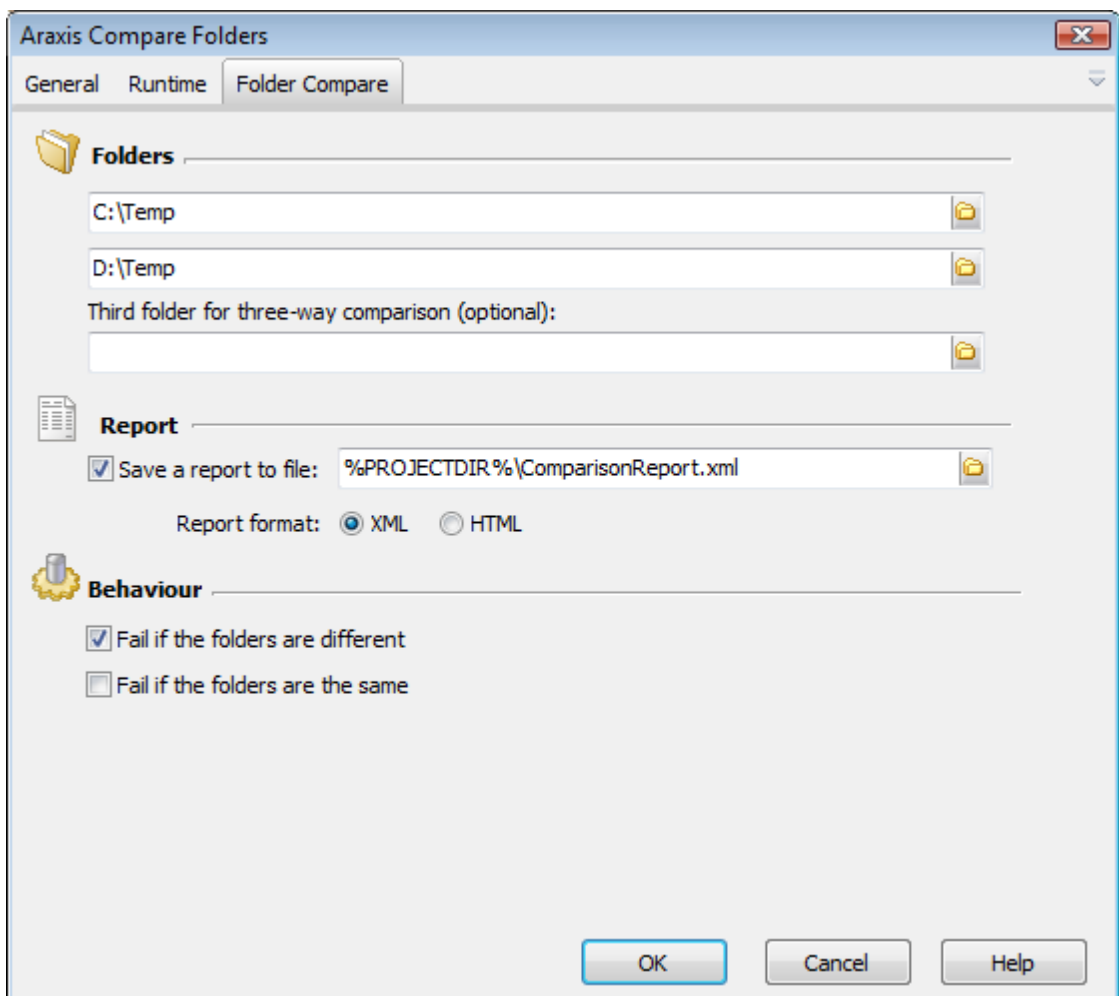 Araxis Compare Folders
General Runtime Folder Compare
Folders
C:\Temp
D:\Temp
Third folder for three-way comparison (optional):
Report
Save a report to file: %PROJECTDIR%\ComparisonReport.xml
Report format: XML HTML
Behaviour
Fail if the folders are different
Fail if the folders are the same
OK Cancel Help